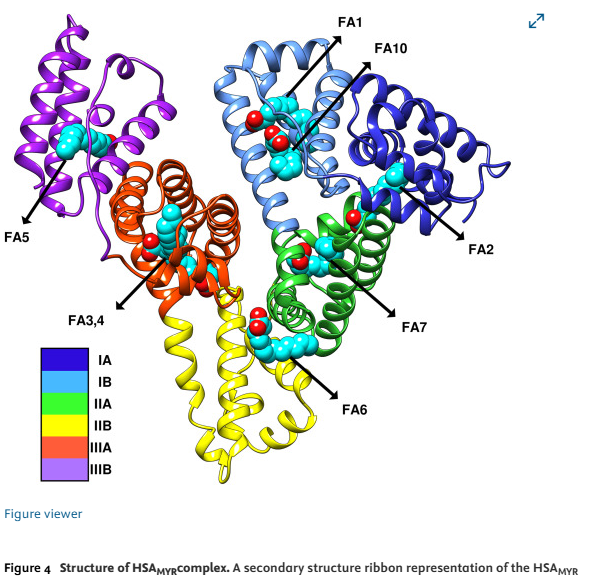 FA1
FA10
FA5
FA2
FA3,4
FA7
FA6
IA
IB
IIA
IIB
IIIA
IIIB
Figure viewer
Figure 4 Structure of HSAMYRcomplex. A secondary structure ribbon representation of the HSAMYR